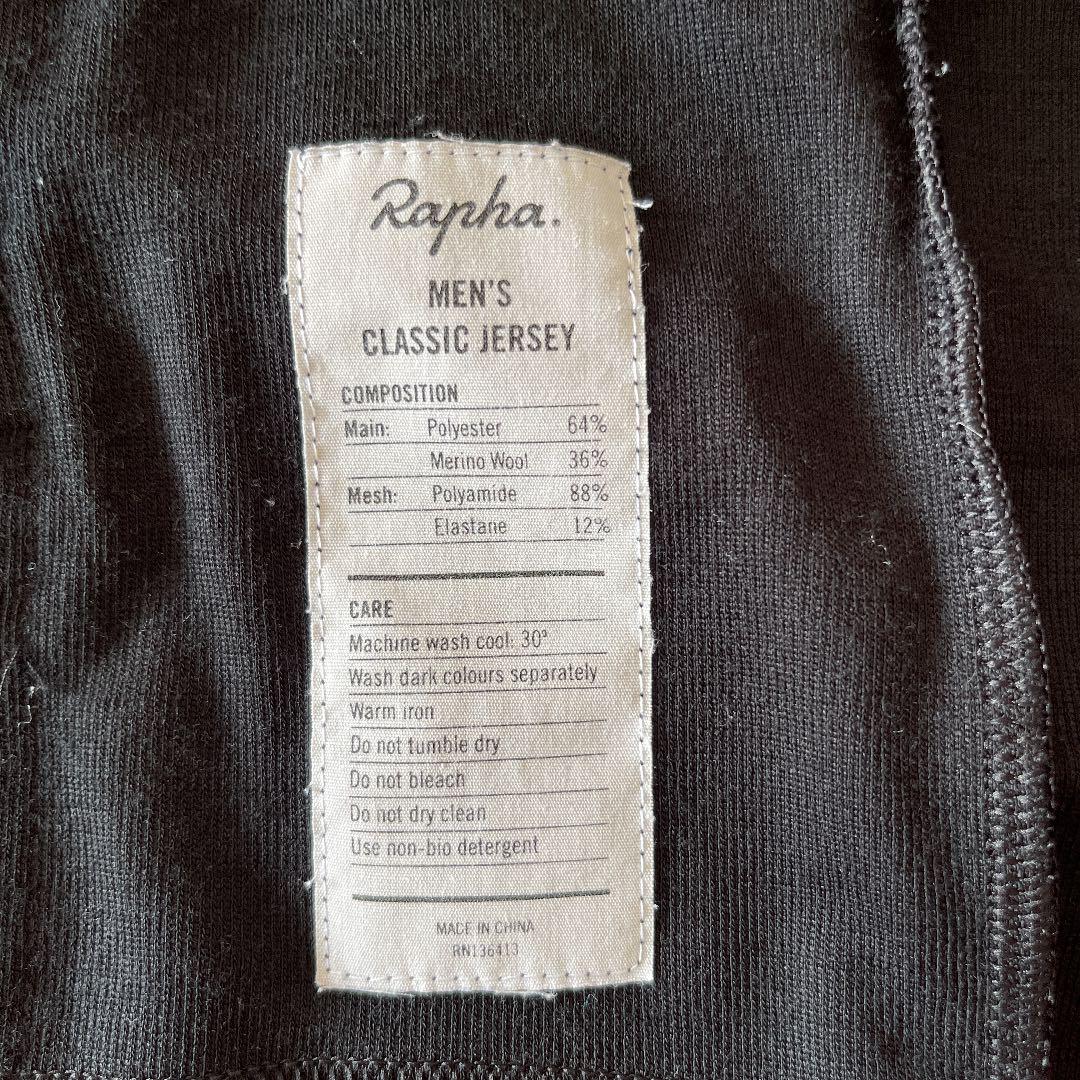 Rapha.
MEN'S
CLASSIC JERSEY
COMPOSITION
Main: Polyester 64%
Merino Wool 36%
Mesh: Polyamide 88%
Elastane 12%
CARE
Machine wash cool. 30°
Wash dark colours separately
Warm iron
Do not tumble dry
Do not bleach
Do not dry clean
Use non-bio detergent
MADE IN CHINA
RN136413